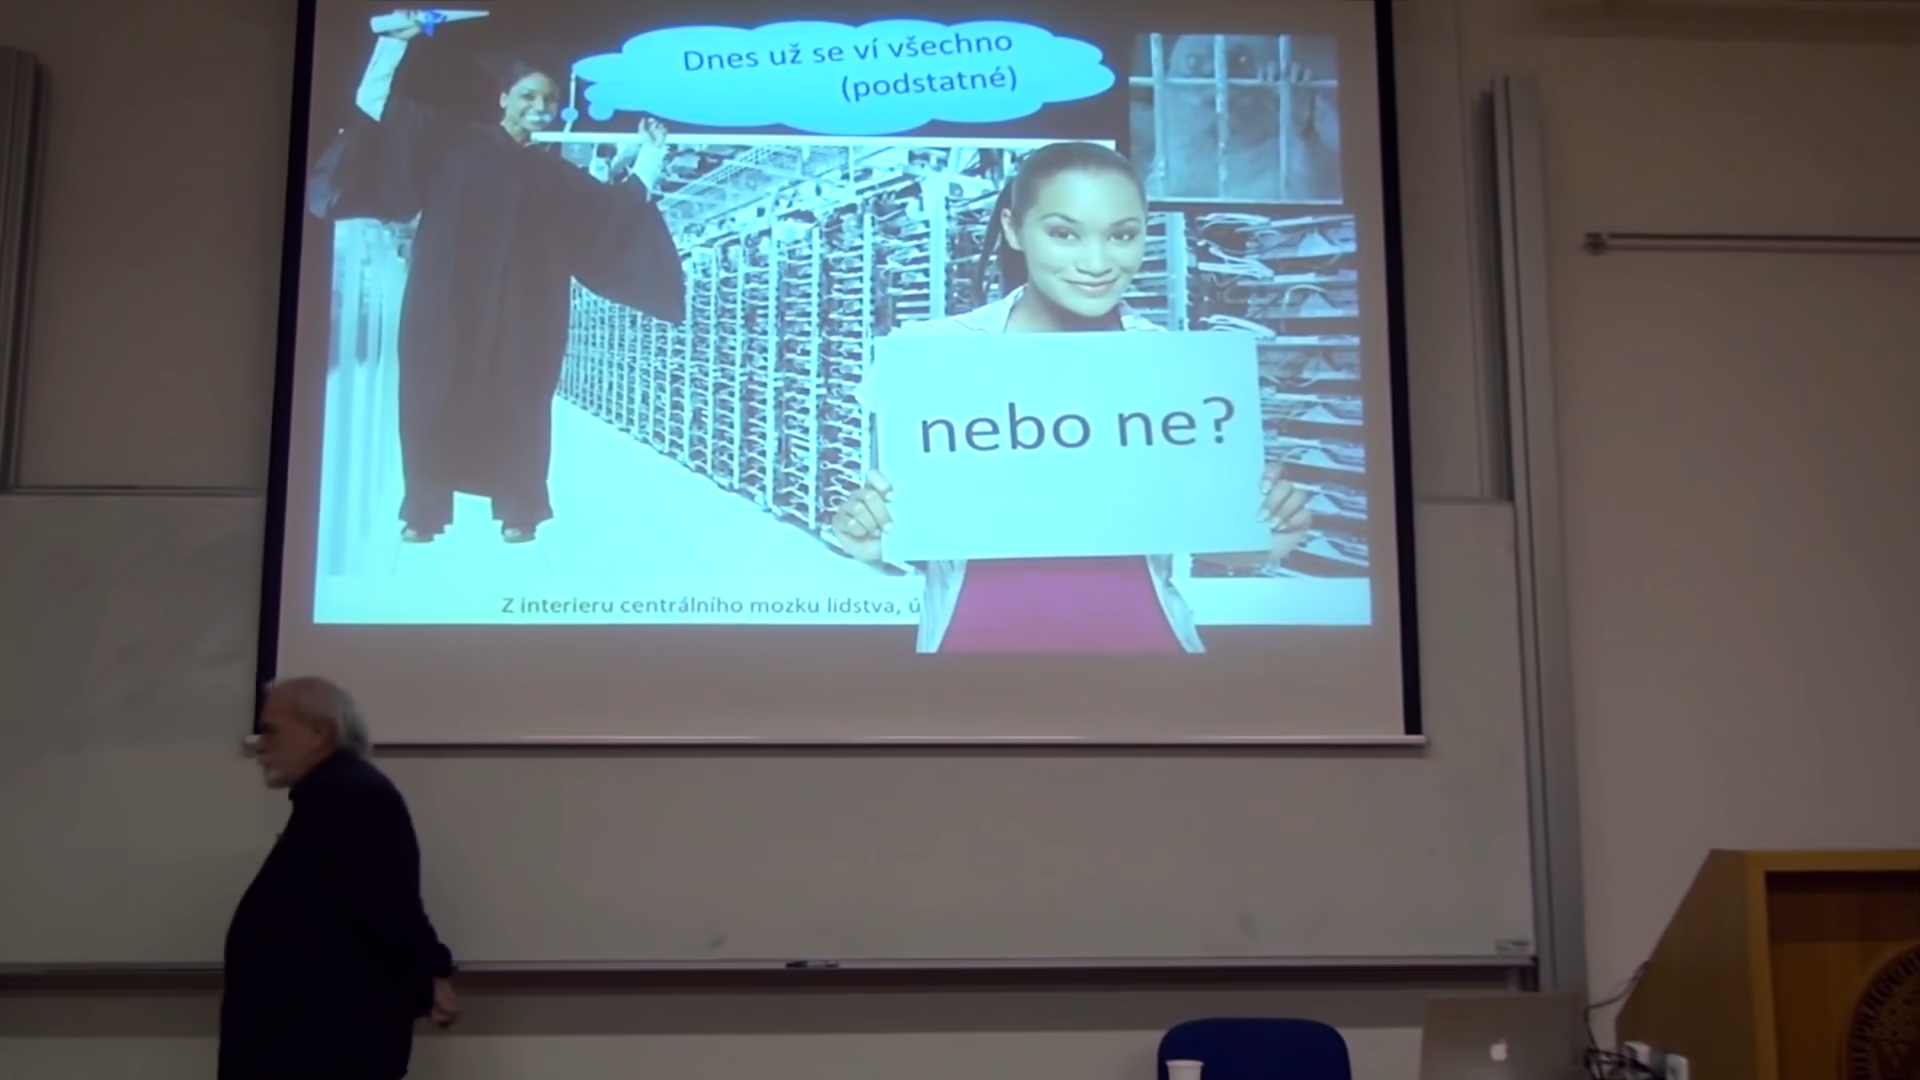 Dnes už se ví všechno
(podstatné)
nebo ne?
Z interieru centrálního mozku lidstva, ú